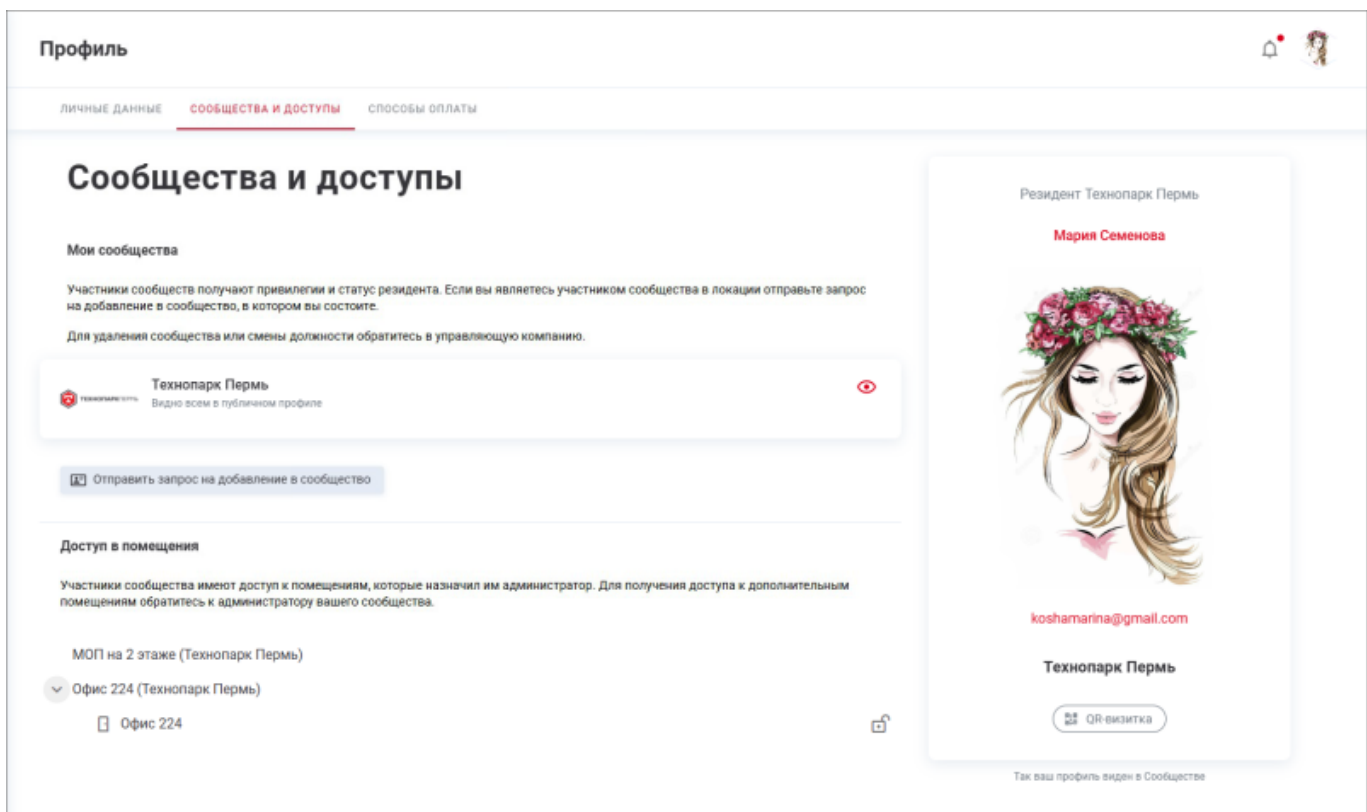 Профиль
ЛИЧНЫЕ ДАННЫЕ СООБЩЕСТВА И ДОСТУПЫ СПОСОБЫ ОПЛАТЫ
Сообщества и доступы
Мои сообщества
Участники сообществ получают привилегии и статус резидента. Если вы являетесь участником сообщества в локации отправьте запрос
на добавление в сообщество, в котором вы состоите.
Для удаления сообщества или смены должности обратитесь в управляющую компанию.
ТЕХНОПАРК ПЕРМЬ
Технопарк Пермь
Видно всем в публичном профиле
Отправить запрос на добавление в сообщество
Доступ в помещения
Участники сообщества имеют доступ к помещениям, которые назначил им администратор. Для получения доступа к дополнительным
помещениям обратитесь к администратору вашего сообщества.
МОП на 2 этаже (Технопарк Пермь)
Офис 224 (Технопарк Пермь)
Офис 224
Резидент Технопарк Пермь
Мария Семенова
koshamarina@gmail.com
Технопарк Пермь
QR-визитка
Так ваш профиль виден в Сообществе